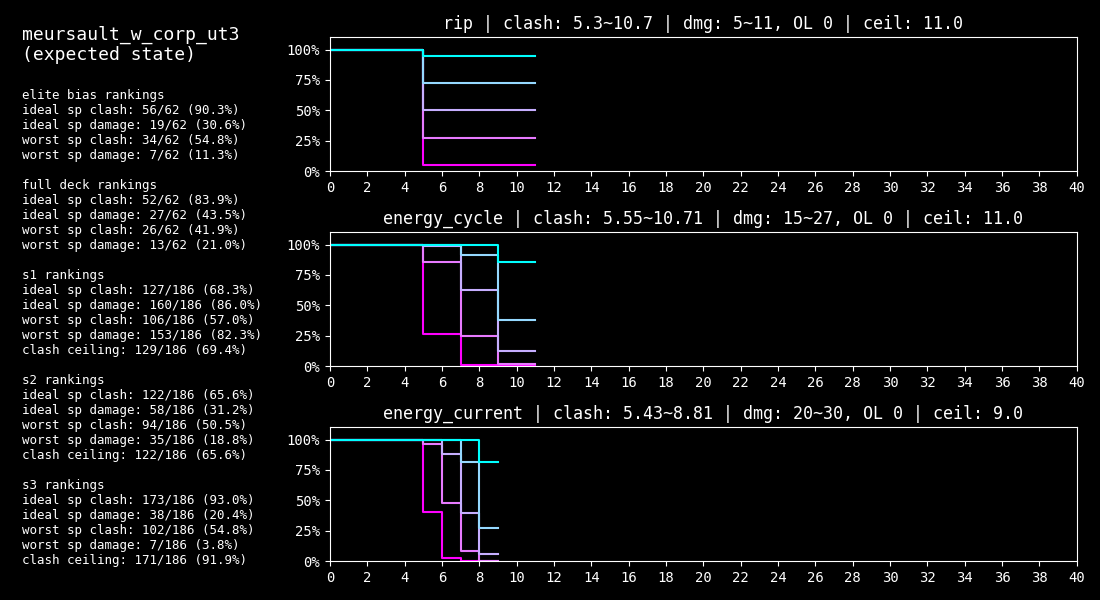 meursault_w_corp_ut3
(expected state)
elite bias rankings
ideal sp clash: 56/62 (90.3%)
ideal sp damage: 19/62 (30.6%)
worst sp clash: 34/62 (54.8%)
worst sp damage: 7/62 (11.3%)
full deck rankings
ideal sp clash: 52/62 (83.9%)
ideal sp damage: 27/62 (43.5%)
worst sp clash: 26/62 (41.9%)
worst sp damage: 13/62 (21.0%)
s1 rankings
ideal sp clash: 127/186 (68.3%)
ideal sp damage: 160/186 (86.0%)
worst sp clash: 106/186 (57.0%)
worst sp damage: 153/186 (82.3%)
clash ceiling: 129/186 (69.4%)
s2 rankings
ideal sp clash: 122/186 (65.6%)
ideal sp damage: 58/186 (31.2%)
worst sp clash: 94/186 (50.5%)
worst sp damage: 35/186 (18.8%)
clash ceiling: 122/186 (65.6%)
s3 rankings
ideal sp clash: 173/186 (93.0%)
ideal sp damage: 38/186 (20.4%)
worst sp clash: 102/186 (54.8%)
worst sp damage: 7/186 (3.8%)
clash ceiling: 171/186 (91.9%)
rip | clash: 5.3~10.7 | dmg: 5~11, OL 0 | ceil: 11.0
100%
75%
50%
25%
0%
0 2 4 6 8 10 12 14 16 18 20 22 24 26 28 30 32 34 36 38 40
energy_cycle | clash: 5.55~10.71 | dmg: 15~27, OL 0 | ceil: 11.0
100%
75%
50%
25%
0%
0 2 4 6 8 10 12 14 16 18 20 22 24 26 28 30 32 34 36 38 40
energy_current | clash: 5.43~8.81 | dmg: 20~30, OL 0 | ceil: 9.0
100%
75%
50%
25%
0%
0 2 4 6 8 10 12 14 16 18 20 22 24 26 28 30 32 34 36 38 40